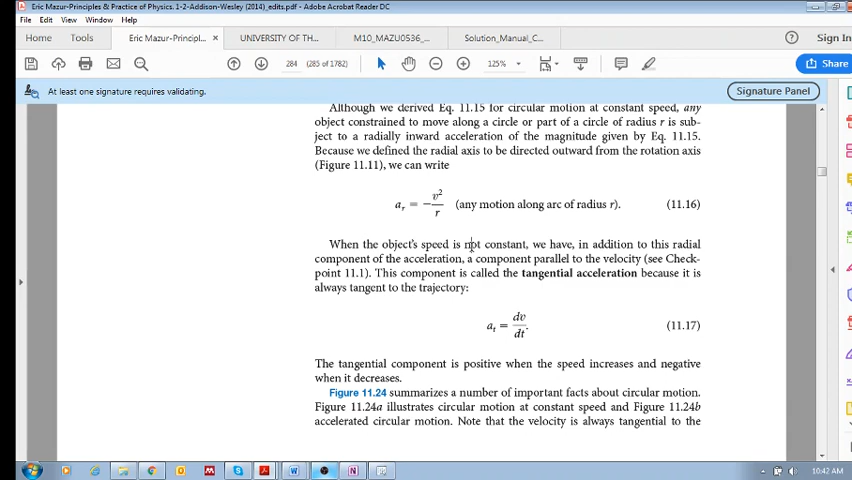 Eric Mazur-Principles & Practice of Physics. 1-2-Addison-Wesley (2014)_edits.pdf - Adobe Acrobat Reader DC
File Edit View Window Help
Home Tools Eric Mazur-Principl... × UNIVERSITY OF TH... M10_MAZU0536_... Solution_Manual_C... Sign In
284 (285 of 1782) 125% Share
At least one signature requires validating. Signature Panel
Although we derived Eq. 11.15 for circular motion at constant speed, any
object constrained to move along a circle or part of a circle of radius r is sub-
ject to a radially inward acceleration of the magnitude given by Eq. 11.15.
Because we defined the radial axis to be directed outward from the rotation axis
(Figure 11.11), we can write
a_r = −v²/r (any motion along arc of radius r). (11.16)
When the object's speed is not constant, we have, in addition to this radial
component of the acceleration, a component parallel to the velocity (see Check-
point 11.1). This component is called the tangential acceleration because it is
always tangent to the trajectory:
a_t = dv/dt. (11.17)
The tangential component is positive when the speed increases and negative
when it decreases.
Figure 11.24 summarizes a number of important facts about circular motion.
Figure 11.24a illustrates circular motion at constant speed and Figure 11.24b
accelerated circular motion. Note that the velocity is always tangential to the
10:42 AM